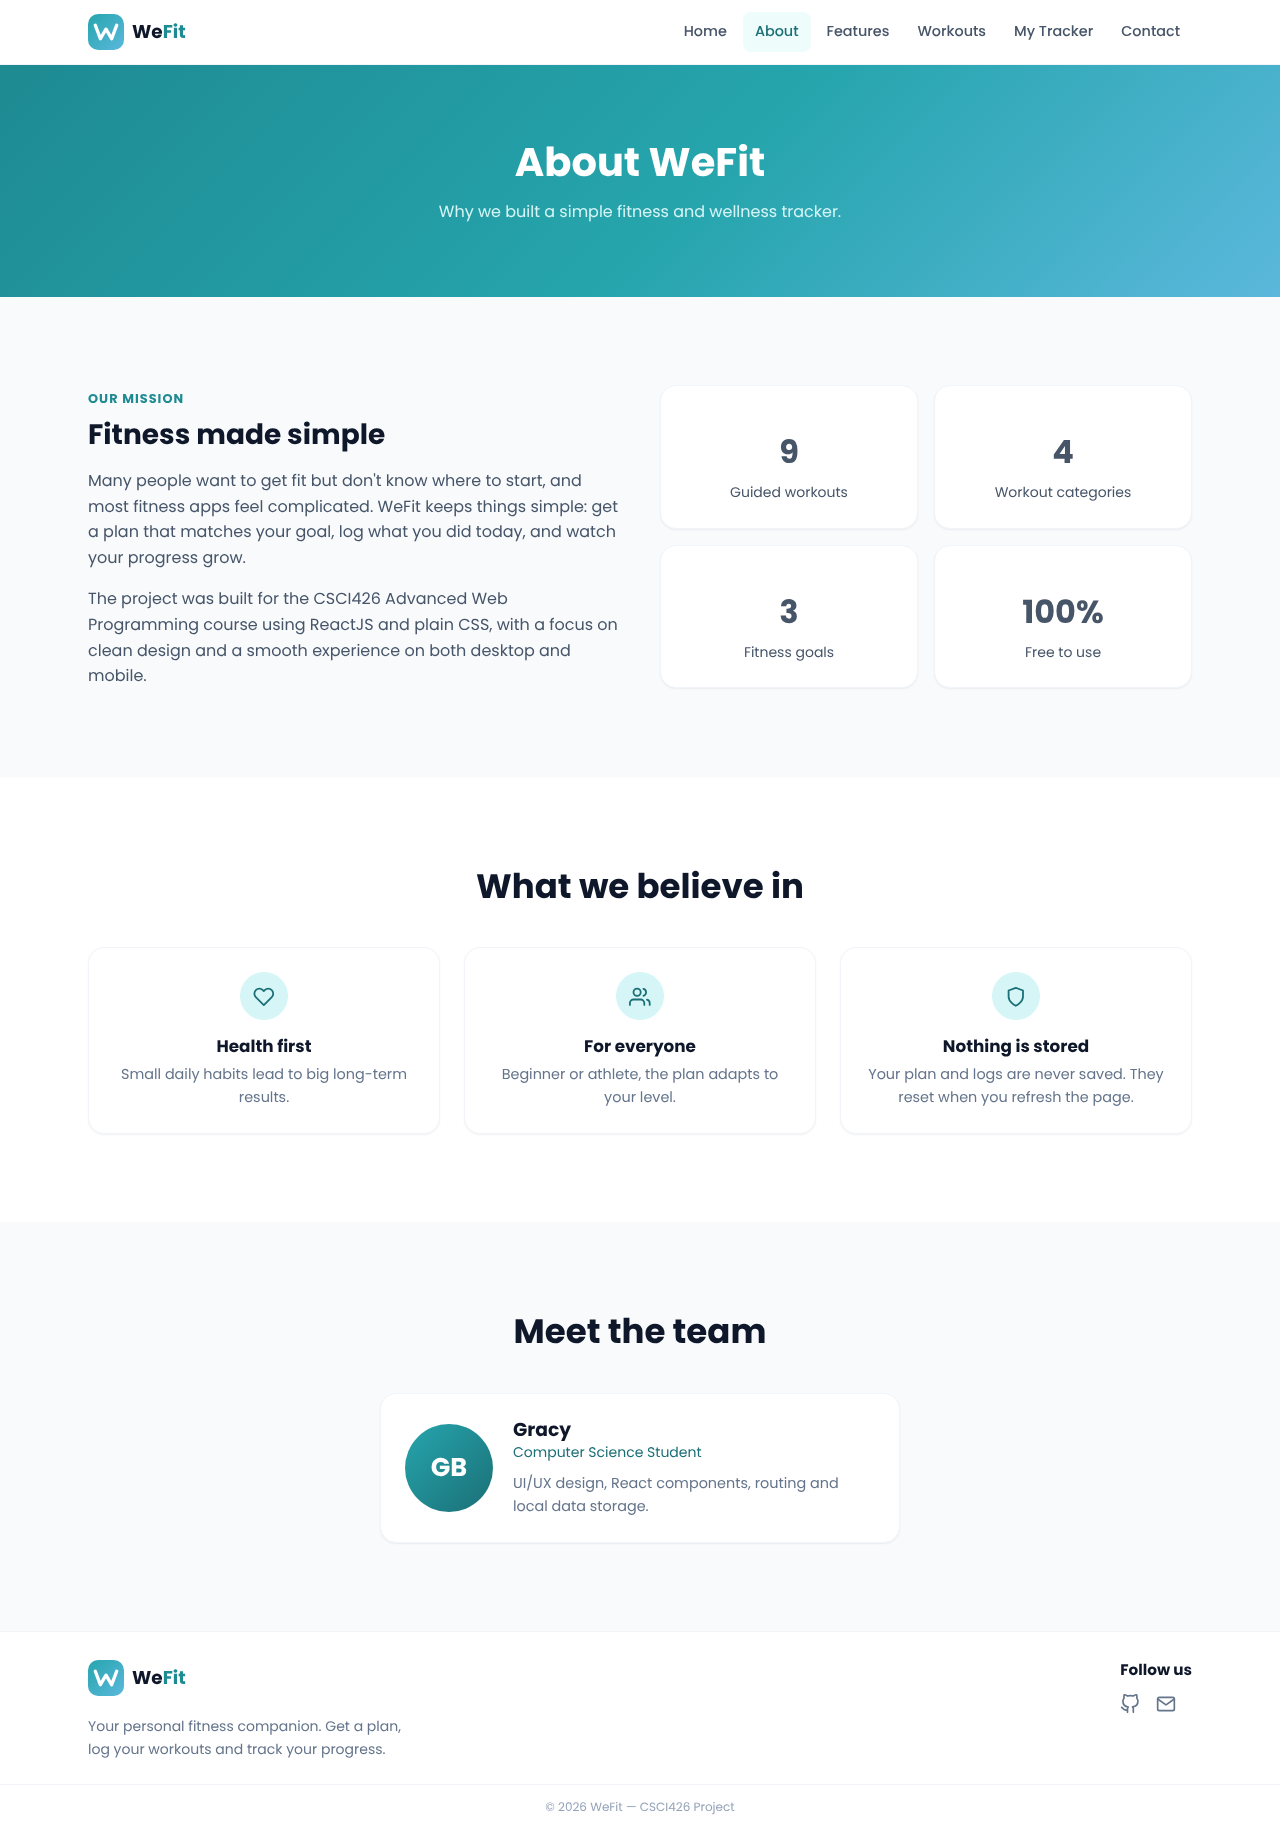 WeFit
Home About Features Workouts My Tracker Contact
About WeFit
Why we built a simple fitness and wellness tracker.
OUR MISSION
Fitness made simple
Many people want to get fit but don't know where to start, and
most fitness apps feel complicated. WeFit keeps things simple: get
a plan that matches your goal, log what you did today, and watch
your progress grow.
The project was built for the CSCI426 Advanced Web
Programming course using ReactJS and plain CSS, with a focus on
clean design and a smooth experience on both desktop and
mobile.
9
Guided workouts
4
Workout categories
3
Fitness goals
100%
Free to use
What we believe in
Health first
Small daily habits lead to big long-term
results.
For everyone
Beginner or athlete, the plan adapts to
your level.
Nothing is stored
Your plan and logs are never saved. They
reset when you refresh the page.
Meet the team
GB
Gracy
Computer Science Student
UI/UX design, React components, routing and
local data storage.
WeFit
Your personal fitness companion. Get a plan,
log your workouts and track your progress.
Follow us
© 2026 WeFit — CSCI426 Project